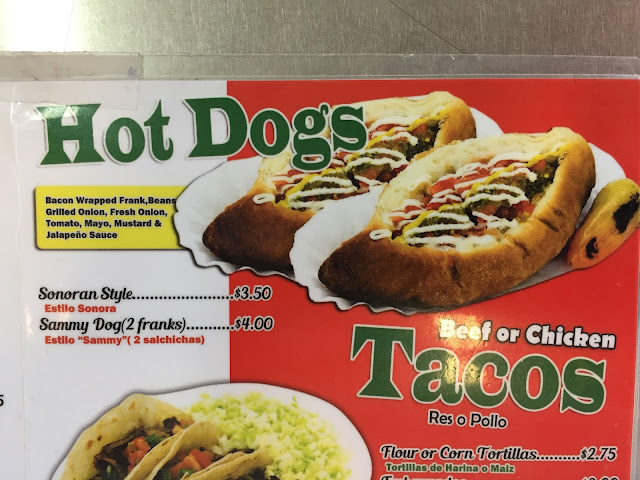 Hot Dogs
Bacon Wrapped Frank,Beans
Grilled Onion, Fresh Onion,
Tomato, Mayo, Mustard &
Jalapeño Sauce
Sonoran Style......................$3.50
Estilo Sonora
Sammy Dog(2 franks)...........$4.00
Estilo “Sammy”( 2 salchichas)
Beef or Chicken
Tacos
Res o Pollo
Flour or Corn Tortillas..........$2.75
Tortillas de Harina o Maiz